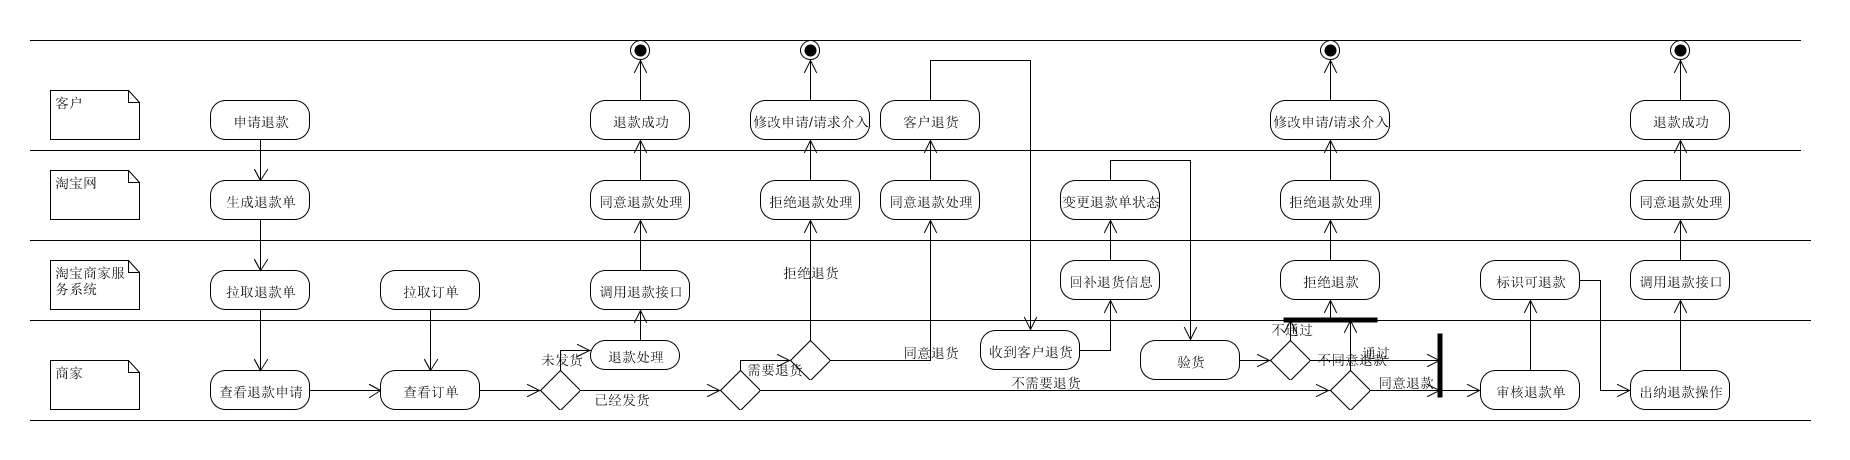 客户
申请退款
退款成功
修改申请/请求介入
客户退货
修改申请/请求介入
退款成功
淘宝网
生成退款单
同意退款处理
拒绝退款处理
同意退款处理
变更退款单状态
拒绝退款处理
同意退款处理
淘宝商家服
务系统
拉取退款单
拉取订单
调用退款接口
拒绝退货
回补退货信息
拒绝退款
标识可退款
调用退款接口
商家
查看退款申请
查看订单
未发货
退款处理
已经发货
需要退货
同意退货
收到客户退货
不需要退货
验货
不通过
通过
不同意退款
同意退款
审核退款单
出纳退款操作